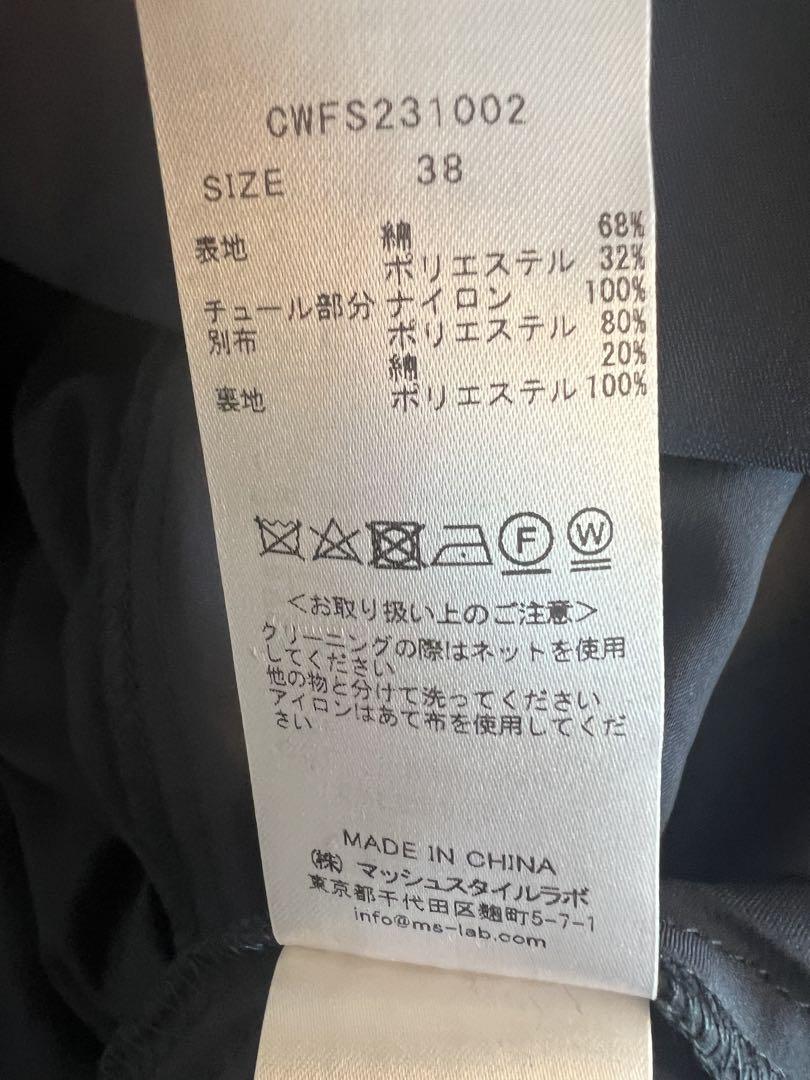 CWFS231002
SIZE 38
表地 綿 68%
ポリエステル 32%
チュール部分 ナイロン 100%
別布 ポリエステル 80%
綿 20%
裏地 ポリエステル 100%
F W
<お取り扱い上のご注意>
クリーニングの際はネットを使用
してください
他の物と分けて洗ってください
アイロンはあて布を使用してくだ
さい
MADE IN CHINA
(株) マッシュスタイルラボ
東京都千代田区麹町5-7-1
info@ms-lab.com